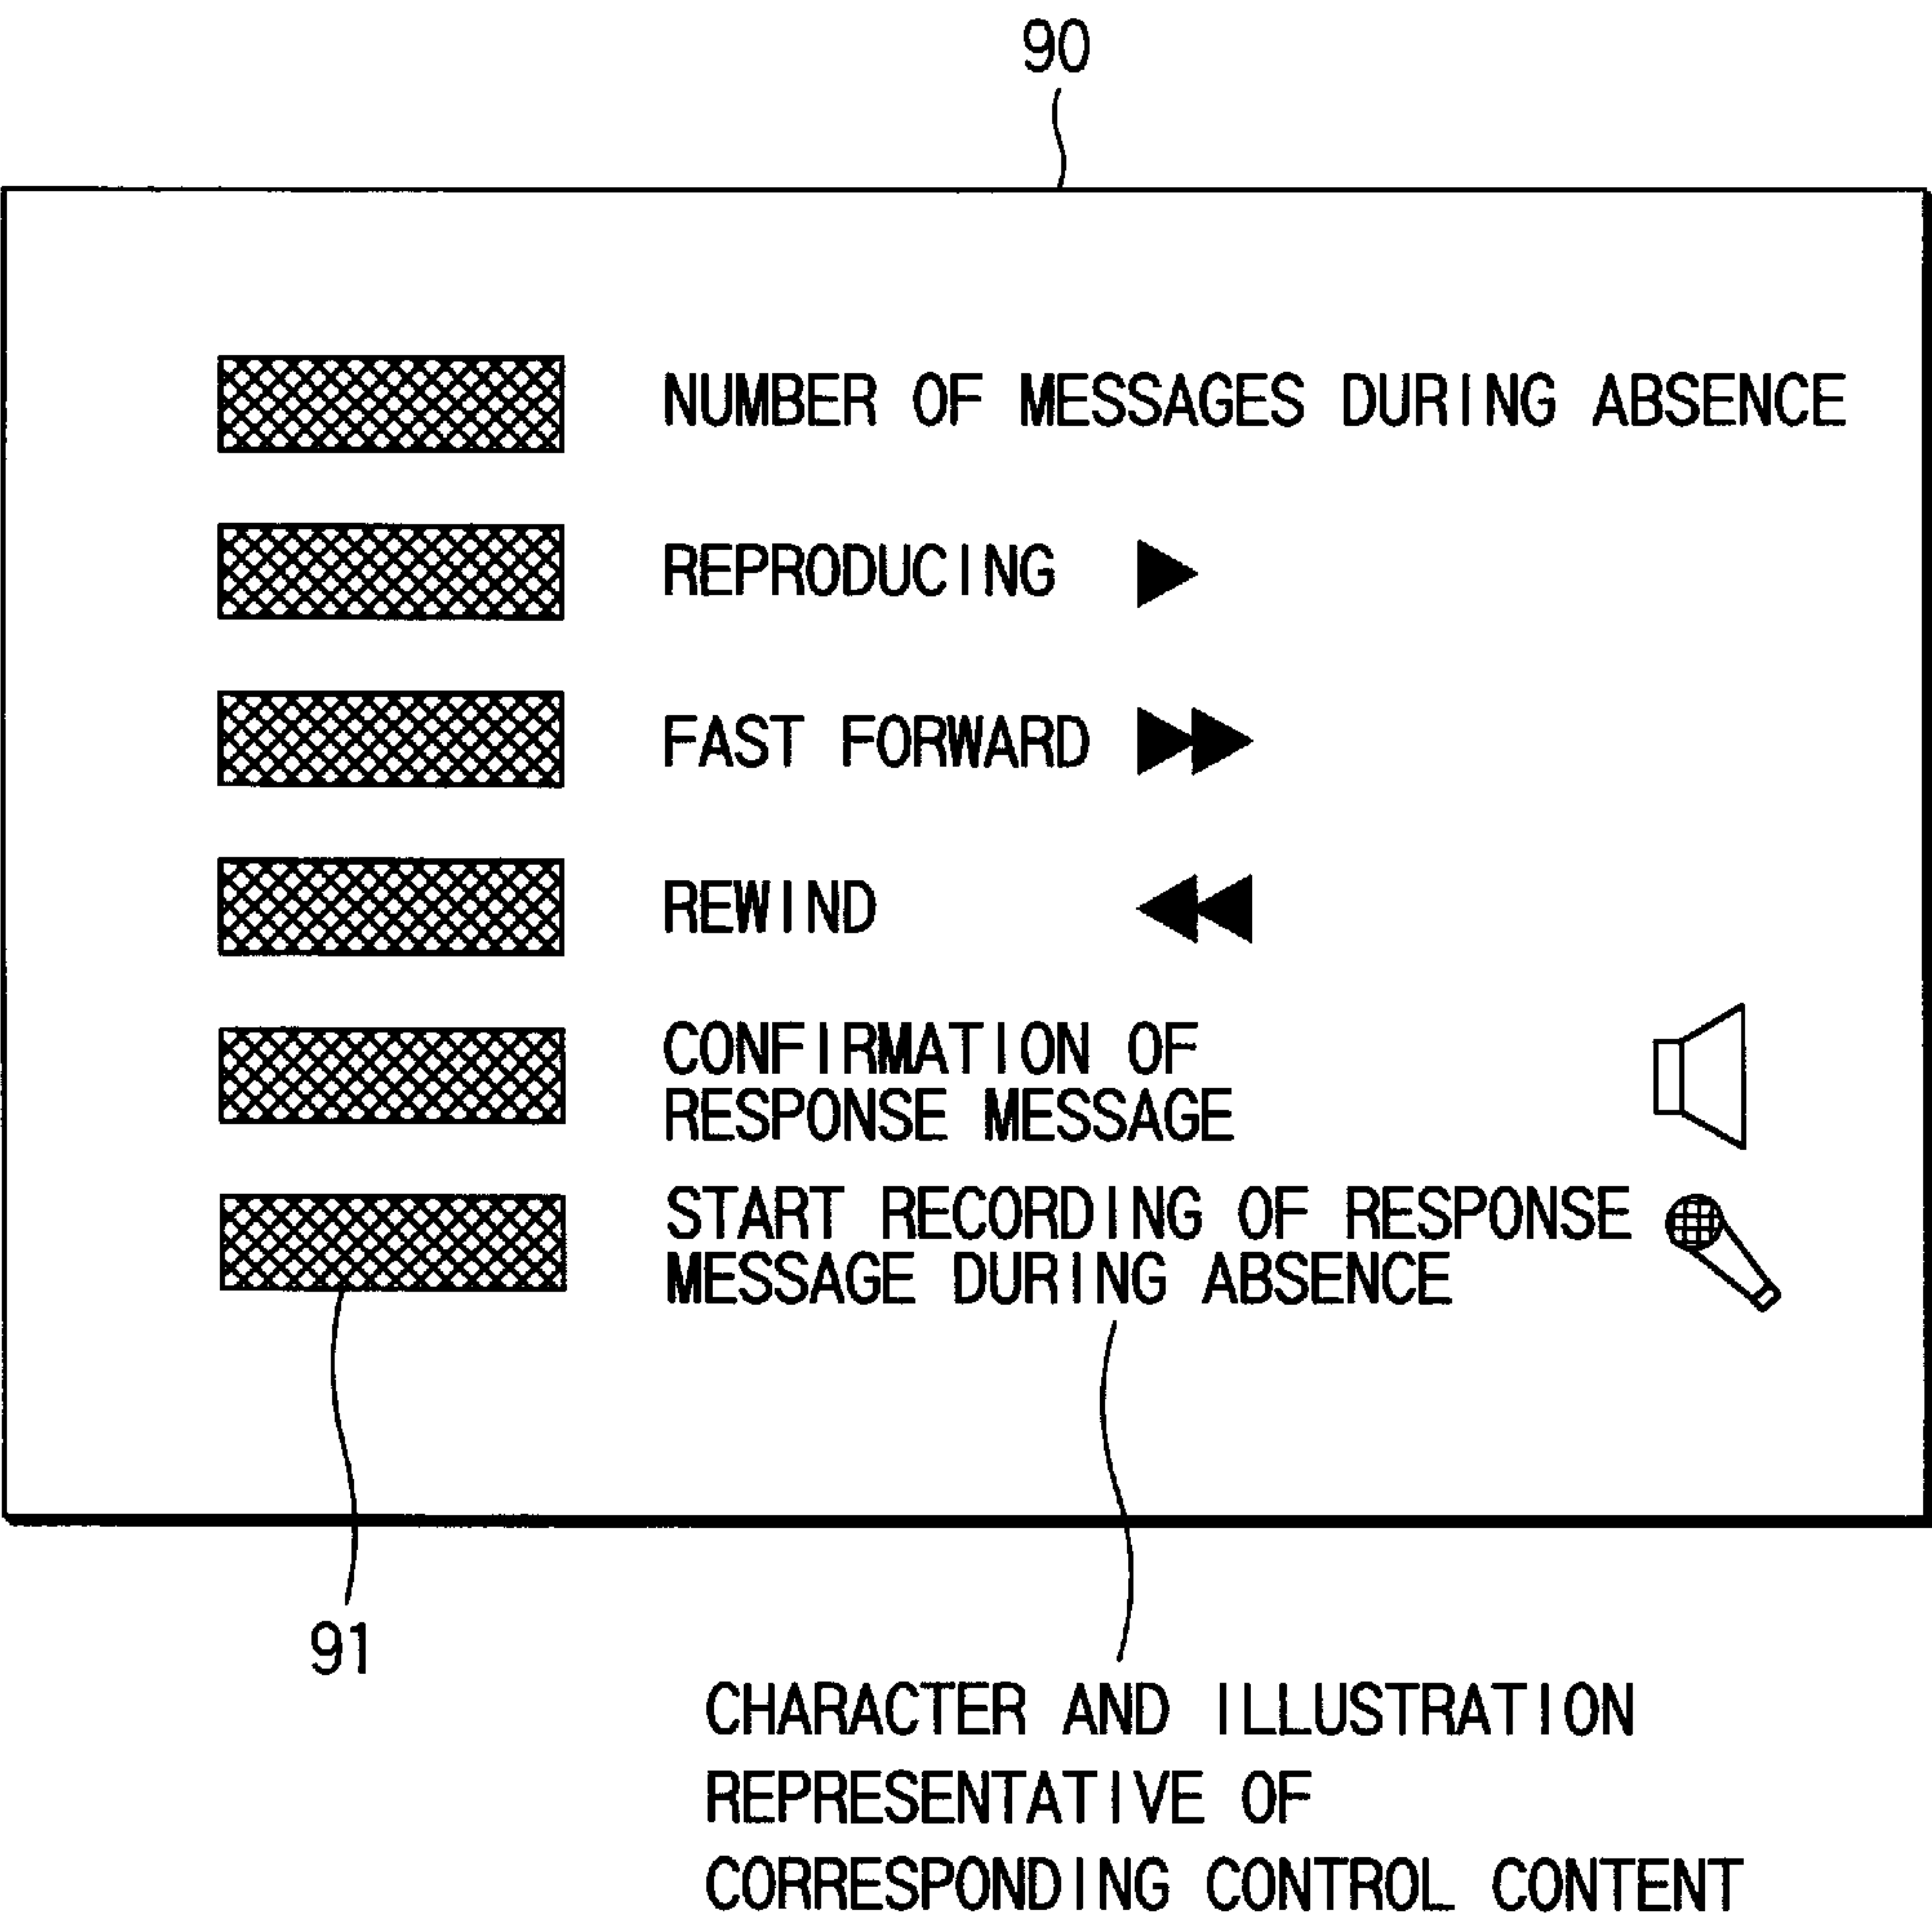 90
NUMBER OF MESSAGES DURING ABSENCE
REPRODUCING
FAST FORWARD
REWIND
CONFIRMATION OF
RESPONSE MESSAGE
START RECORDING OF RESPONSE
MESSAGE DURING ABSENCE
91
CHARACTER AND ILLUSTRATION
REPRESENTATIVE OF
CORRESPONDING CONTROL CONTENT